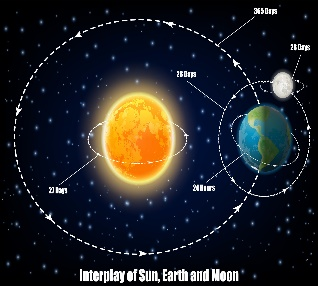 365 Days
28 Days
28 Days
27 Days
24 Hours
Interplay of Sun, Earth and Moon